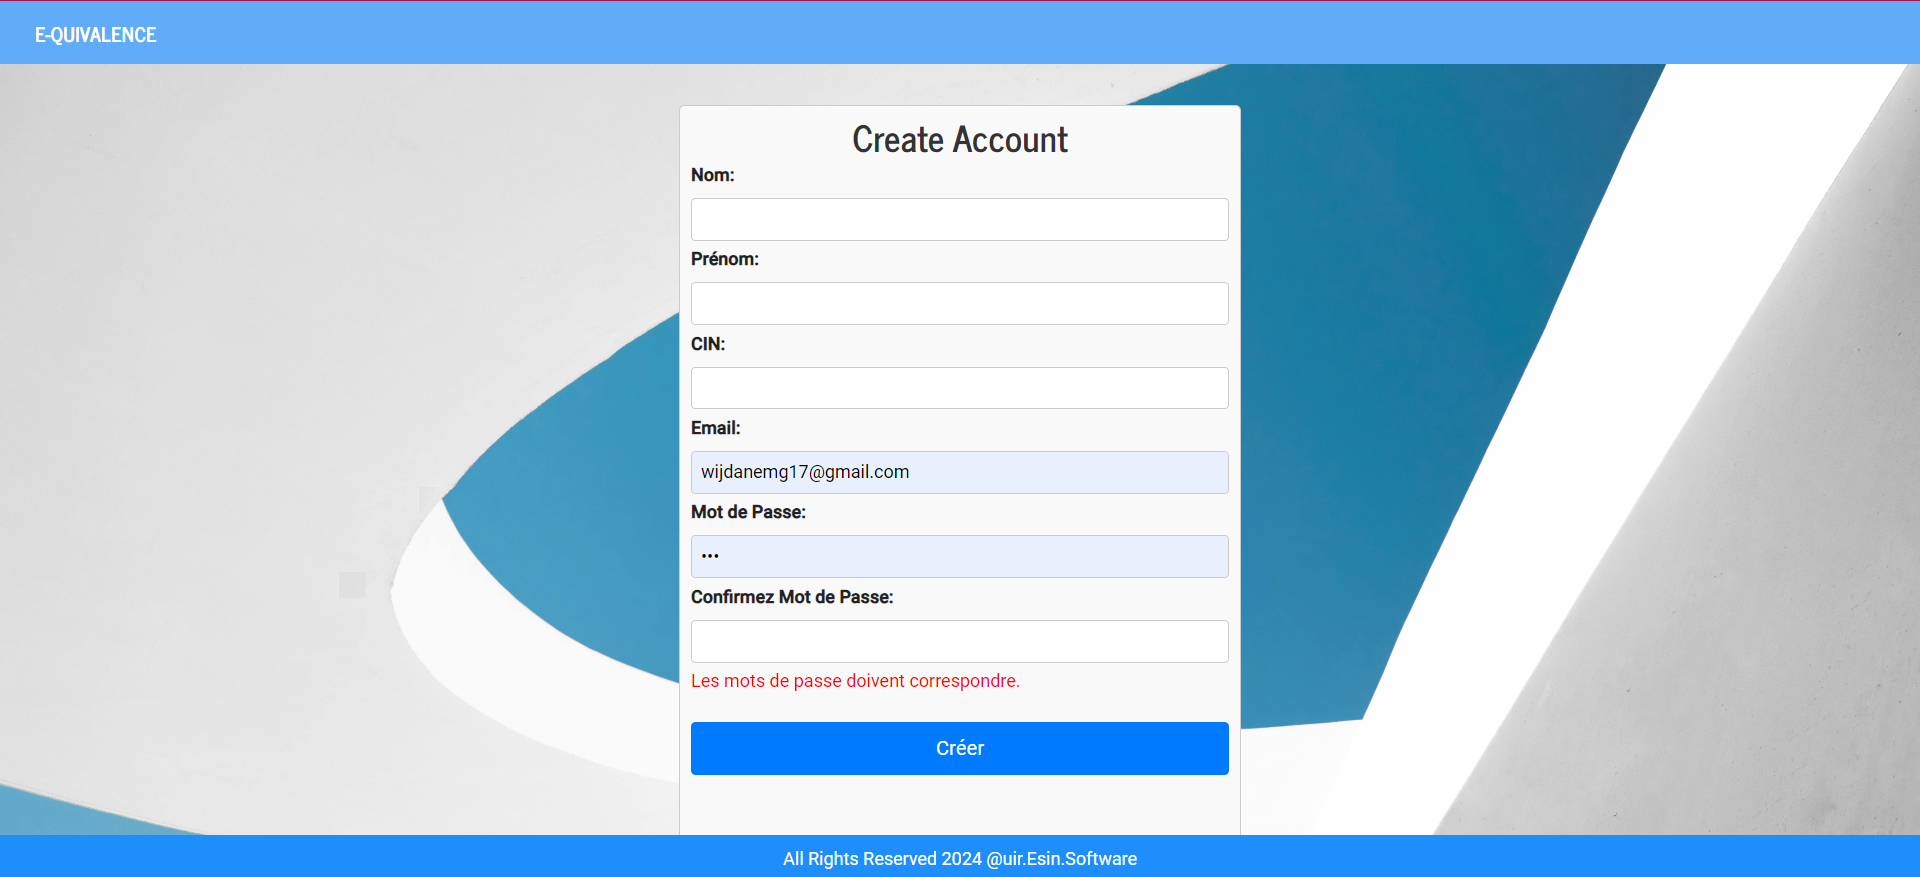 E-QUIVALENCE
Create Account
Nom:
Prénom:
CIN:
Email:
wijdanemg17@gmail.com
Mot de Passe:
•••
Confirmez Mot de Passe:
Les mots de passe doivent correspondre.
Créer
All Rights Reserved 2024 @uir.Esin.Software